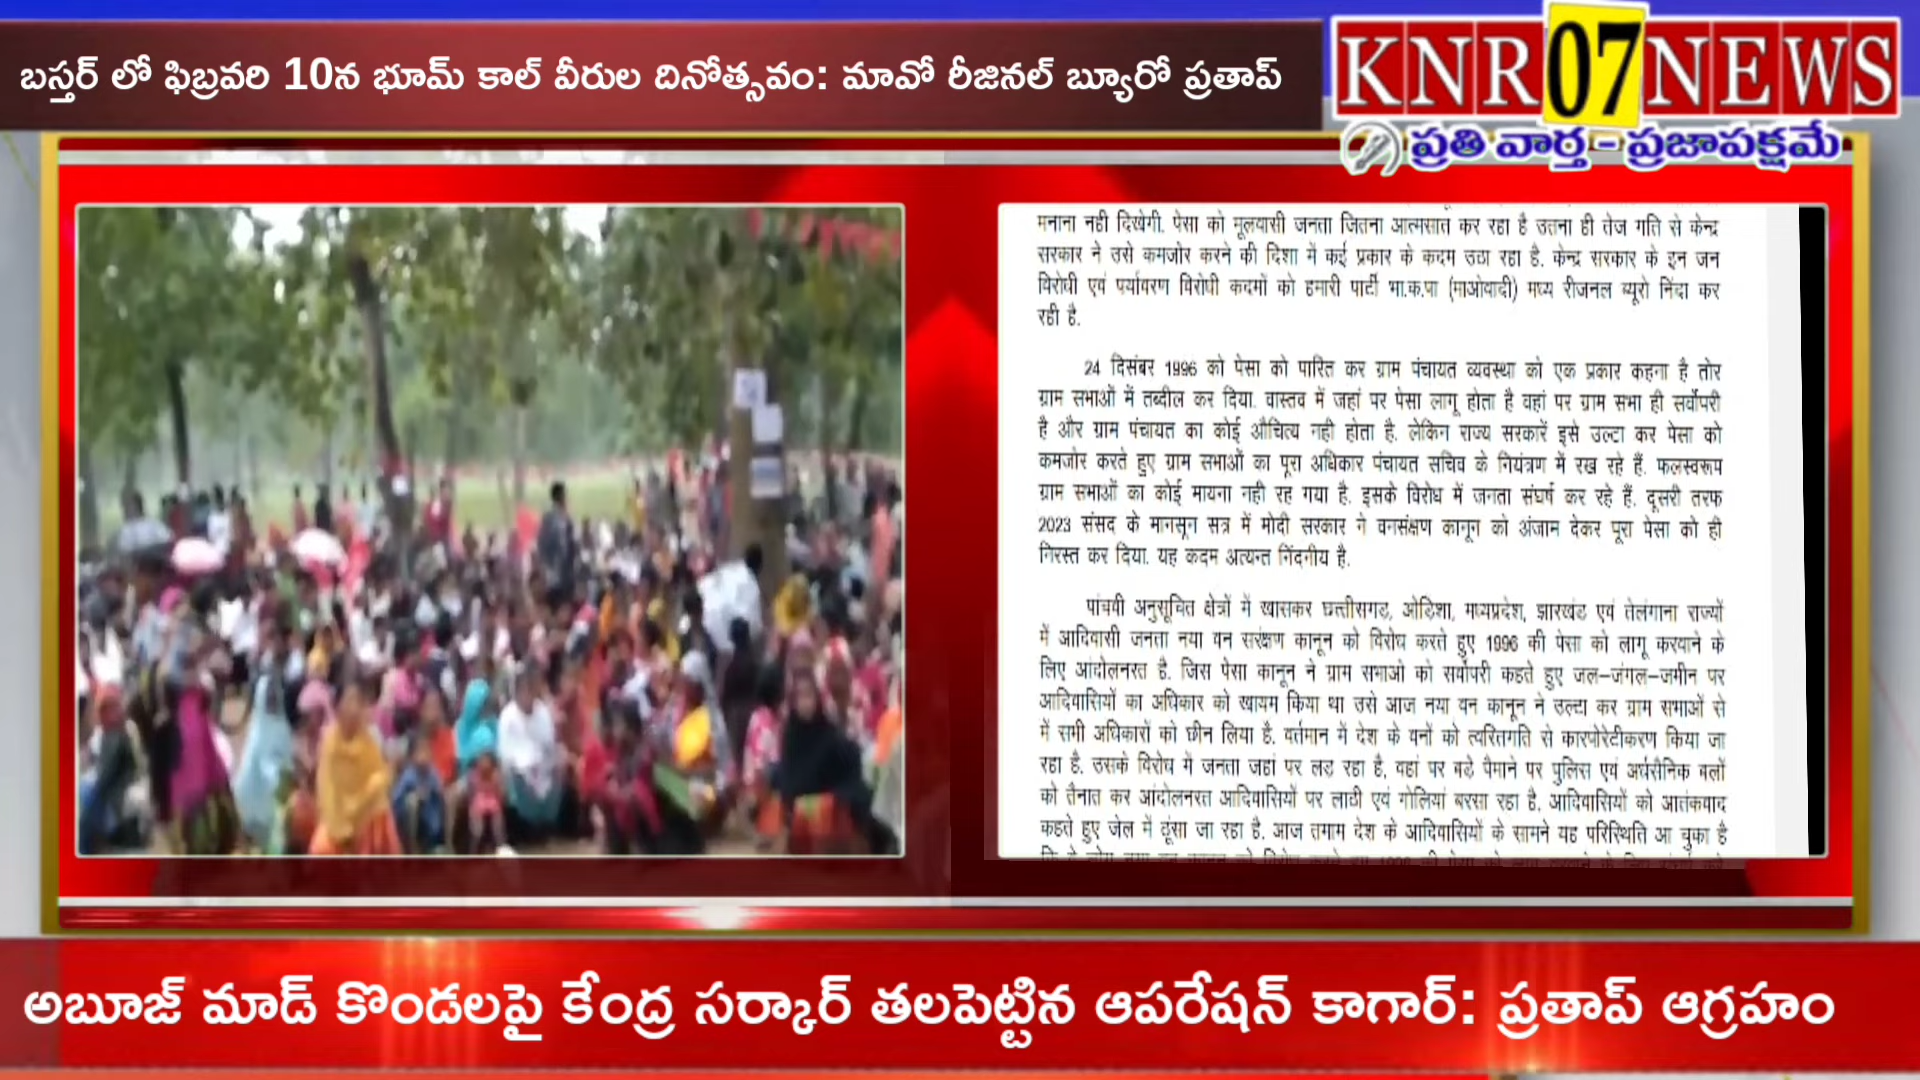 బస్తర్ లో ఫిబ్రవరి 10న భూమ్ కాల్ వీరుల దినోత్సవం: మావో రీజినల్ బ్యూరో ప్రతాప్
KNR 07 NEWS
ప్రతి వార్త - ప్రజాపక్షమే
मनाना नही दिखेगी. पेसा को मूलवासी जनता जितना आत्मसात कर रहा है उतना ही तेज गति से केन्द्र
सरकार ने उसे कमजोर करने की दिशा में कई प्रकार के कदम उठा रहा है. केन्द्र सरकार के इन जन
विरोधी एवं पर्यावरण विरोधी कदमों को हमारी पार्टी भा.क.पा (माओवादी) मध्य रीजनल ब्यूरो निंदा कर
रही है.
24 दिसंबर 1996 को पेसा को पारित कर ग्राम पंचायत व्यवस्था को एक प्रकार कहना है तोर
ग्राम सभाओं में तब्दील कर दिया. वास्तव में जहां पर पेसा लागू होता है वहां पर ग्राम सभा ही सर्वोपरी
है और ग्राम पंचायत का कोई औचित्य नही होता है. लेकिन राज्य सरकारें इसे उल्टा कर पेसा को
कमजोर करते हुए ग्राम सभाओं का पूरा अधिकार पंचायत सचिव के नियंत्रण में रख रहे हैं. फलस्वरूप
ग्राम सभाओं का कोई मायना नही रह गया है. इसके विरोध में जनता संघर्ष कर रहे हैं. दूसरी तरफ
2023 संसद के मानसून सत्र में मोदी सरकार ने वनसंक्षण कानून को अंजाम देकर पूरा पेसा को ही
निरस्त कर दिया. यह कदम अत्यन्त निंदनीय है.
पांचवी अनुसूचित क्षेत्रों में खासकर छत्तीसगढ, ओडिशा, मध्यप्रदेश, झारखंड एवं तेलंगाना राज्यों
में आदिवासी जनता नया वन सरंक्षण कानून को विरोध करते हुए 1996 की पेसा को लागू करवाने के
लिए आंदोलनरत है. जिस पेसा कानून ने ग्राम सभाओ को सर्वोपरी कहते हुए जल–जंगल–जमीन पर
आदिवासियों का अधिकार को खायम किया था उसे आज नया वन कानून ने उल्टा कर ग्राम सभाओं से
में सभी अधिकारों को छीन लिया है. वर्तमान में देश के वनों को त्वरितगति से कारपोरेटीकरण किया जा
रहा है. उसके विरोध में जनता जहां पर लड रहा है, वहां पर बडे पैमाने पर पुलिस एवं अर्धसैनिक बलों
को तैनात कर आंदोलनरत आदिवासियों पर लाठी एवं गोलियां बरसा रहा है. आदिवासियों को आतंकवाद
कहते हुए जेल में ठूंसा जा रहा है. आज तमाम देश के आदिवासियों के सामने यह परिस्थिति आ चुका है
అబూజ్ మాడ్ కొండలపై కేంద్ర సర్కార్ తలపెట్టిన ఆపరేషన్ కాగార్: ప్రతాప్ ఆగ్రహం